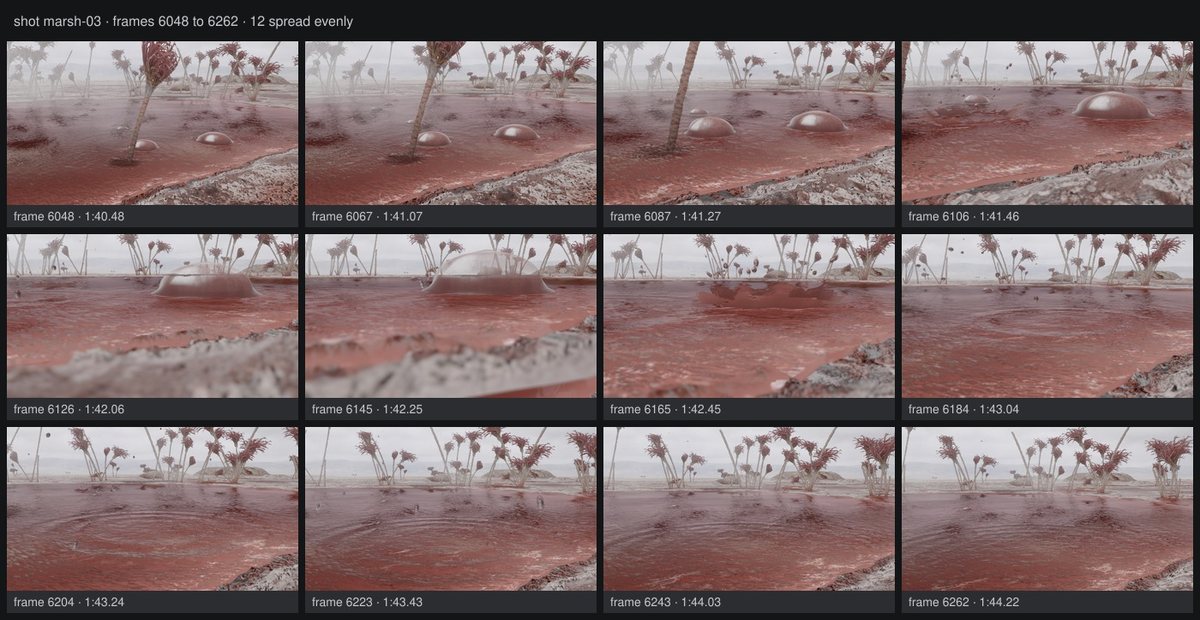 shot marsh-03 · frames 6048 to 6262 · 12 spread evenly
frame 6048 · 1:40.48
frame 6067 · 1:41.07
frame 6087 · 1:41.27
frame 6106 · 1:41.46
frame 6126 · 1:42.06
frame 6145 · 1:42.25
frame 6165 · 1:42.45
frame 6184 · 1:43.04
frame 6204 · 1:43.24
frame 6223 · 1:43.43
frame 6243 · 1:44.03
frame 6262 · 1:44.22